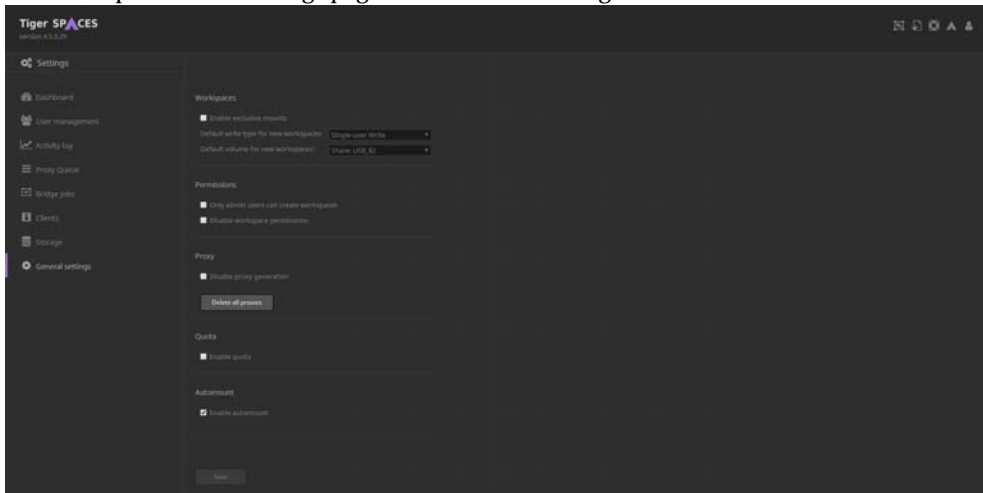 Tiger SPACES
version 4.5.0.29
Settings
Dashboard
User management
Activity log
Proxy Queue
Bridge jobs
Clients
Storage
General settings
Workspaces
Enable exclusive mounts
Default write type for new workspaces: Single-user Write
Default volume for new workspaces: Share: USB_82
Permissions
Only admin users can create workspaces
Disable workspace permissions
Proxy
Disable proxy generation
Delete all proxies
Quota
Enable quota
Automount
Enable automount
Save